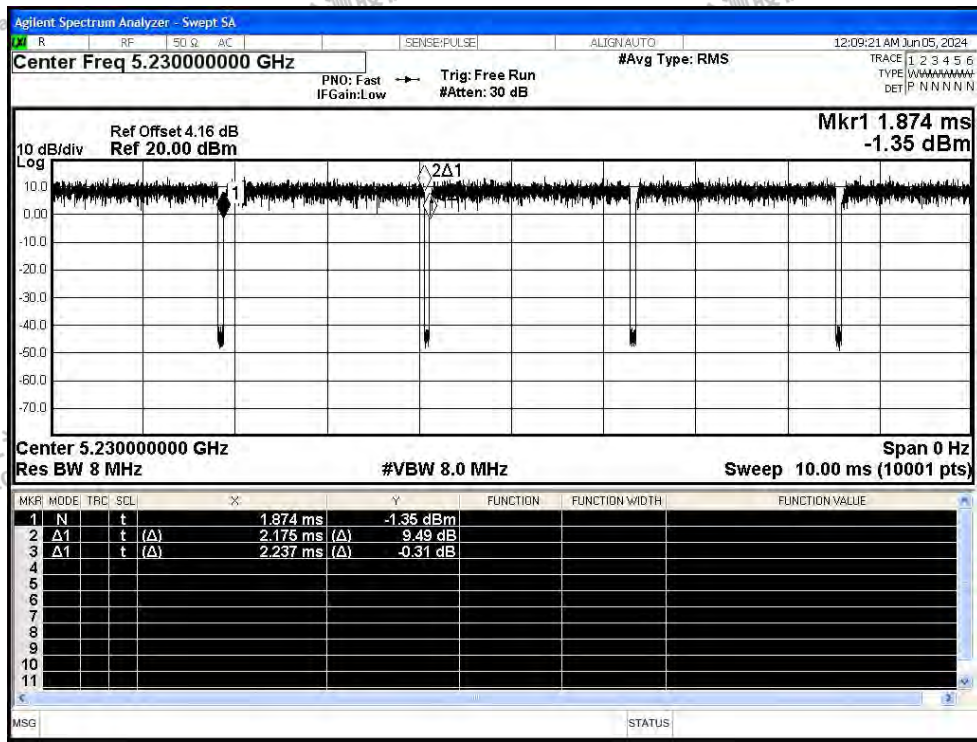 Agilent Spectrum Analyzer - Swept SA
LXI R RF 50 Ω AC SENSE:PULSE ALIGN AUTO 12:09:21 AM Jun 05, 2024
Center Freq 5.230000000 GHz #Avg Type: RMS TRACE 1 2 3 4 5 6
PNO: Fast Trig: Free Run TYPE WWWWWW
IFGain:Low #Atten: 30 dB DET P N N N N N
Mkr1 1.874 ms
Ref Offset 4.16 dB
10 dB/div Ref 20.00 dBm -1.35 dBm
Log
2Δ1
10.0
1
0.00
-10.0
-20.0
-30.0
-40.0
-50.0
-60.0
-70.0
Center 5.230000000 GHz Span 0 Hz
Res BW 8 MHz #VBW 8.0 MHz Sweep 10.00 ms (10001 pts)
MKR MODE TRC SCL X Y FUNCTION FUNCTION WIDTH FUNCTION VALUE
1 N t 1.874 ms -1.35 dBm
2 Δ1 t (Δ) 2.175 ms (Δ) 9.49 dB
3 Δ1 t (Δ) 2.237 ms (Δ) -0.31 dB
4
5
6
7
8
9
10
11
MSG STATUS